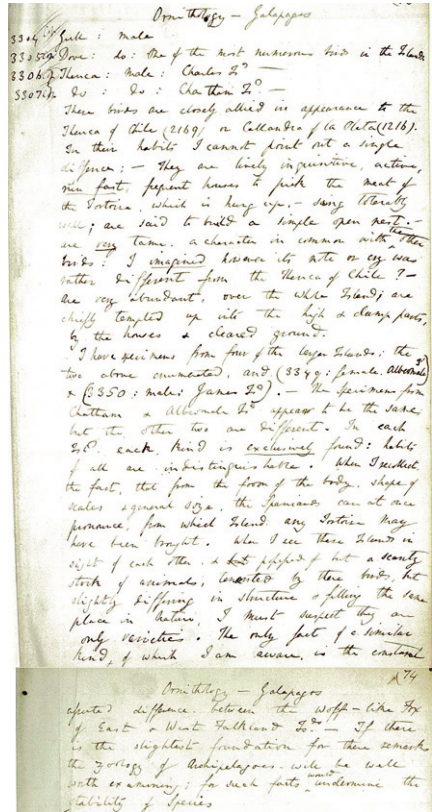 Ornithology — Galapagos
3304 Gull: male
3305 Dove: do: One of the most numerous birds in the Islands
3306 Thenca: male: Charles Isd.
3307 do: do: Chatham Isd. —
These birds are closely allied in appearance to the
Thenca of Chile (2169) or Callandra of la Plata (1216).
In their habits I cannot point out a single
difference: — They are lively inquisitive, active,
run fast, frequent houses to pick the meat of
the Tortoise, which is hung up. — sing tolerably
well; are said to build a simple open nest. —
are very tame, a character in common with the other
birds: I imagined however its note or cry was
rather different from the Thenca of Chile? —
are very abundant, over the whole Island; are
chiefly tempted up into the high & damp parts,
by the houses & cleared ground.
I have specimens from four of the larger Islands: the
two above enumerated, and (3349: female. Albemarle Isd)
& (3350: male: James Isd). — The specimens from
Chatham & Albermale Isd appear to be the same;
but the other two are different. In each
Isd. each kind is exclusively found: habits
of all are indistinguishable. When I recollect,
the fact, that from the form of the body, shape of
scales & general size, the Spaniards can at once
pronounce, from which Island any Tortoise may
have been brought. When I see these Islands in
sight of each other, & but possessed of but a scanty
stock of animals, tenanted by these birds, but
slightly differing in structure & filling the same
place in Nature, I must suspect they are
only varieties. The only fact of a similar
kind of which I am aware, is the constant
74
Ornithology — Galapagos
asserted difference between the wolf-like Fox
of East & West Falkland Isds. — If there
is the slightest foundation for these remarks
the zoology of Archipelagoes will be well
worth examining; for such facts would undermine the
stability of Species